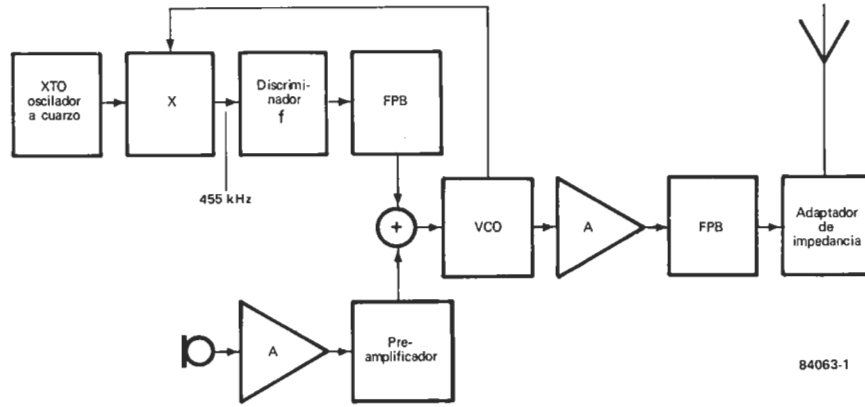 XTO
oscilador
a cuarzo
X
Discrimi-
nador
f
FPB
455 kHz
+
VCO
A
FPB
Adaptador
de
impedancia
A
Pre-
amplificador
84063-1